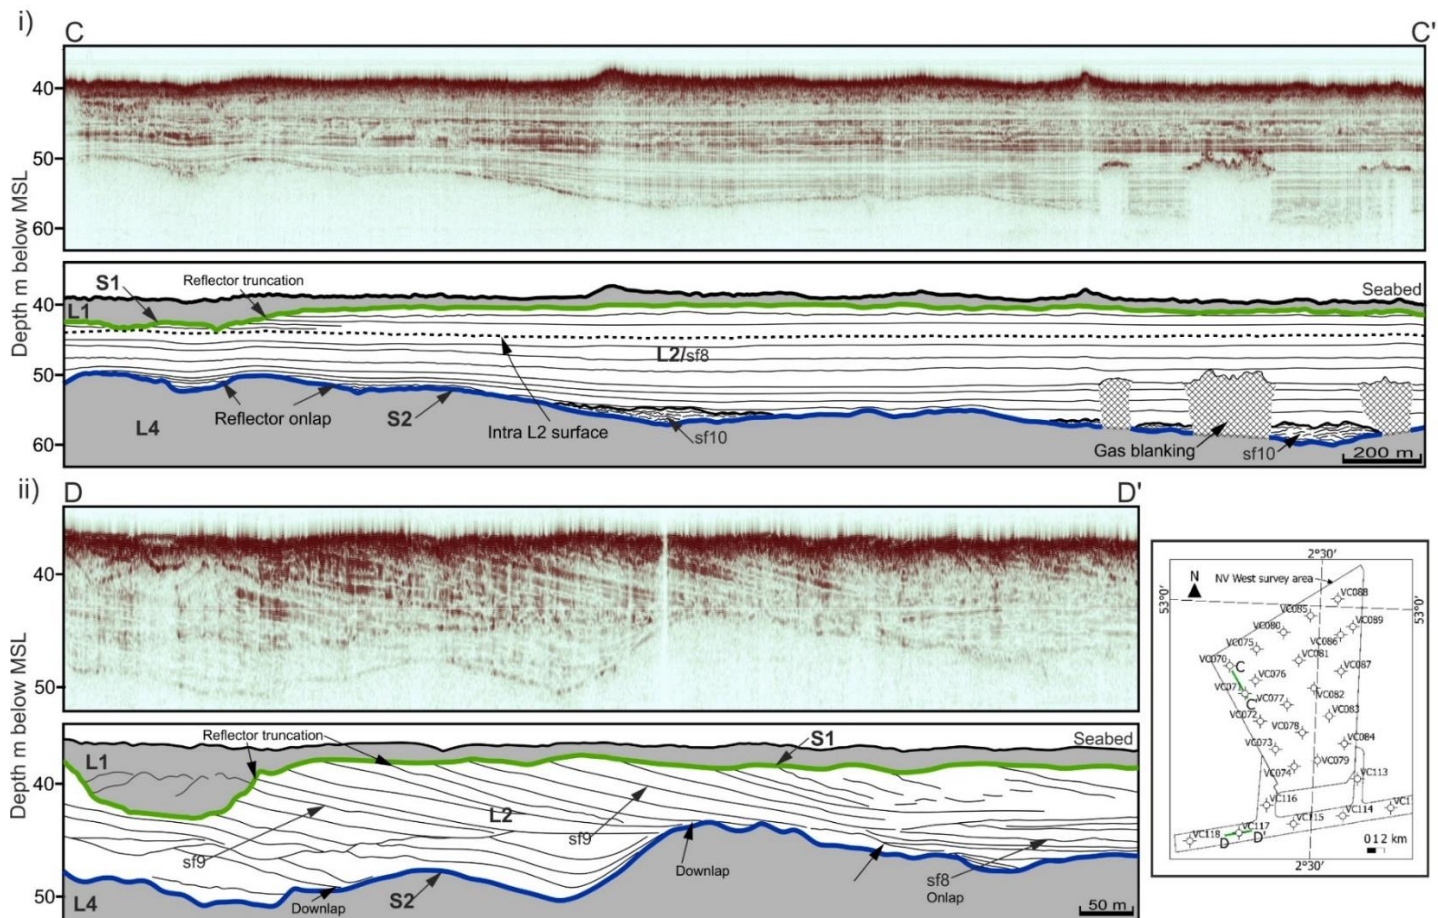 i)
C
C'
40
50
60
Depth m below MSL
S1
Reflector truncation
Seabed
40
L1
L2/sf8
50
Reflector onlap
S2
Intra L2 surface
sf10
L4
60
Gas blanking
sf10
200 m
Depth m below MSL
ii)
D
D'
40
50
Depth m below MSL
Reflector truncation
S1
Seabed
L1
40
L2
sf9
sf9
Downlap
sf8
Onlap
50
L4
Downlap
S2
50 m
2°30'
N
NV West survey area
53°0'
53°0'
VC088
VC085
VC089
VC080
VC086
VC075
VC081
VC070
C
VC087
VC076
VC071
VC082
C'
VC077
VC083
VC072
VC078
VC084
VC073
VC079
VC074
VC113
VC116
VC114
VC115
VC117
VC118
D
D'
0 1 2 km
2°30'